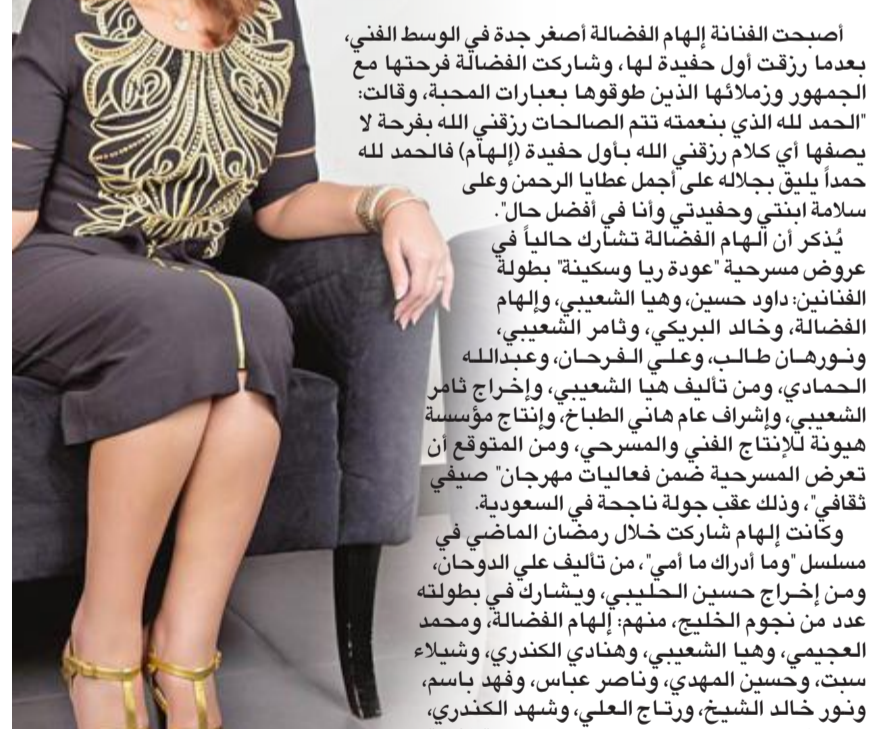 أصبحت الفنانة إلهام الفضالة أصغر جدة في الوسط الفني،
بعدما رزقت أول حفيدة لها، وشاركت الفضالة فرحتها مع
الجمهور وزملائها الذين طوقوها بعبارات المحبة، وقالت:
"الحمد لله الذي بنعمته تتم الصالحات رزقني الله بفرحة لا
يصفها أي كلام رزقني الله بأول حفيدة (إلهام) فالحمد لله
حمداً يليق بجلاله على أجمل عطايا الرحمن وعلى
سلامة ابنتي وحفيدتي وأنا في أفضل حال".
يُذكر أن الهام الفضالة تشارك حالياً في
عروض مسرحية "عودة ريا وسكينة" بطولة
الفنانين: داود حسين، وهيا الشعيبي، وإلهام
الفضالة، وخالد البريكي، وثامر الشعيبي،
ونورهان طالب، وعلي الفرحان، وعبدالله
الحمادي، ومن تأليف هيا الشعيبي، وإخراج ثامر
الشعيبي، وإشراف عام هاني الطباخ، وإنتاج مؤسسة
هيونة للإنتاج الفني والمسرحي، ومن المتوقع أن
تعرض المسرحية ضمن فعاليات مهرجان" صيفي
ثقافي"، وذلك عقب جولة ناجحة في السعودية.
وكانت إلهام شاركت خلال رمضان الماضي في
مسلسل "وما أدراك ما أمي"، من تأليف علي الدوحان،
ومن إخراج حسين الحليبي، ويشارك في بطولته
عدد من نجوم الخليج، منهم: إلهام الفضالة، ومحمد
العجيمي، وهيا الشعيبي، وهنادي الكندري، وشيلاء
سبت، وحسين المهدي، وناصر عباس، وفهد باسم،
ونور خالد الشيخ، ورتاج العلي، وشهد الكندري،